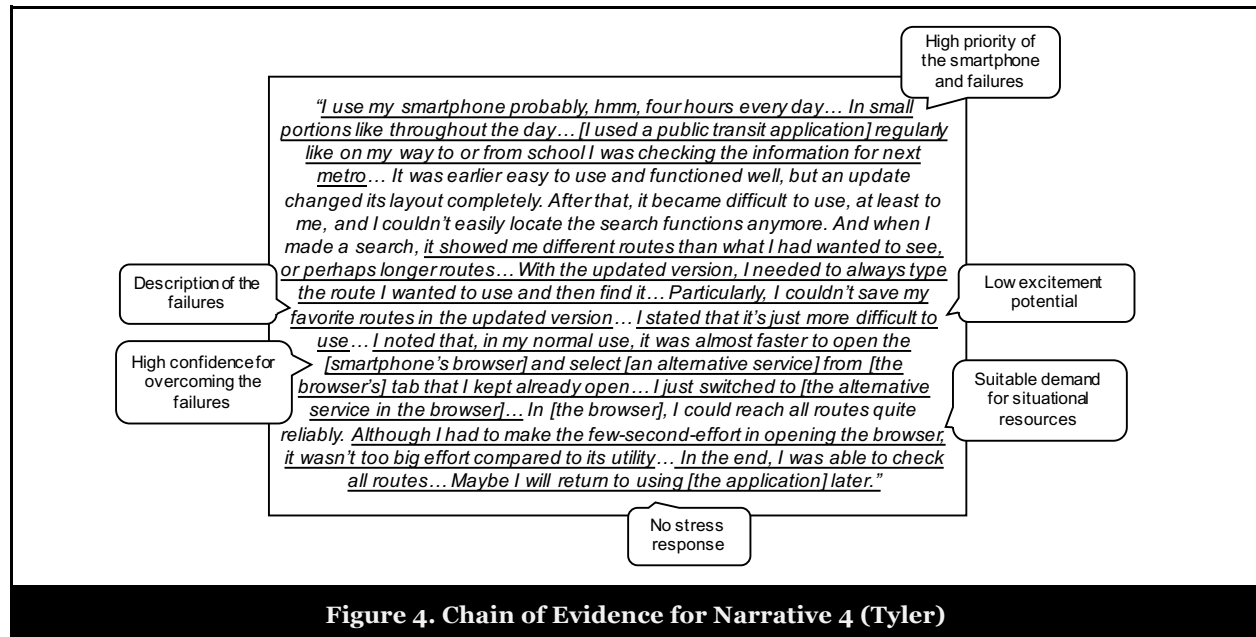 High priority of
the smartphone
and failures
“I use my smartphone probably, hmm, four hours every day… In small
portions like throughout the day… [I used a public transit application] regularly
like on my way to or from school I was checking the information for next
metro… It was earlier easy to use and functioned well, but an update
changed its layout completely. After that, it became difficult to use, at least to
me, and I couldn’t easily locate the search functions anymore. And when I
made a search, it showed me different routes than what I had wanted to see,
or perhaps longer routes… With the updated version, I needed to always type
the route I wanted to use and then find it… Particularly, I couldn’t save my
favorite routes in the updated version… I stated that it’s just more difficult to
use… I noted that, in my normal use, it was almost faster to open the
[smartphone’s browser] and select [an alternative service] from [the
browser’s] tab that I kept already open… I just switched to [the alternative
service in the browser]… In [the browser], I could reach all routes quite
reliably. Although I had to make the few-second-effort in opening the browser,
it wasn’t too big effort compared to its utility… In the end, I was able to check
all routes… Maybe I will return to using [the application] later.”
Description of the
failures
Low excitement
potential
High confidence for
overcoming the
failures
Suitable demand
for situational
resources
No stress
response
Figure 4. Chain of Evidence for Narrative 4 (Tyler)